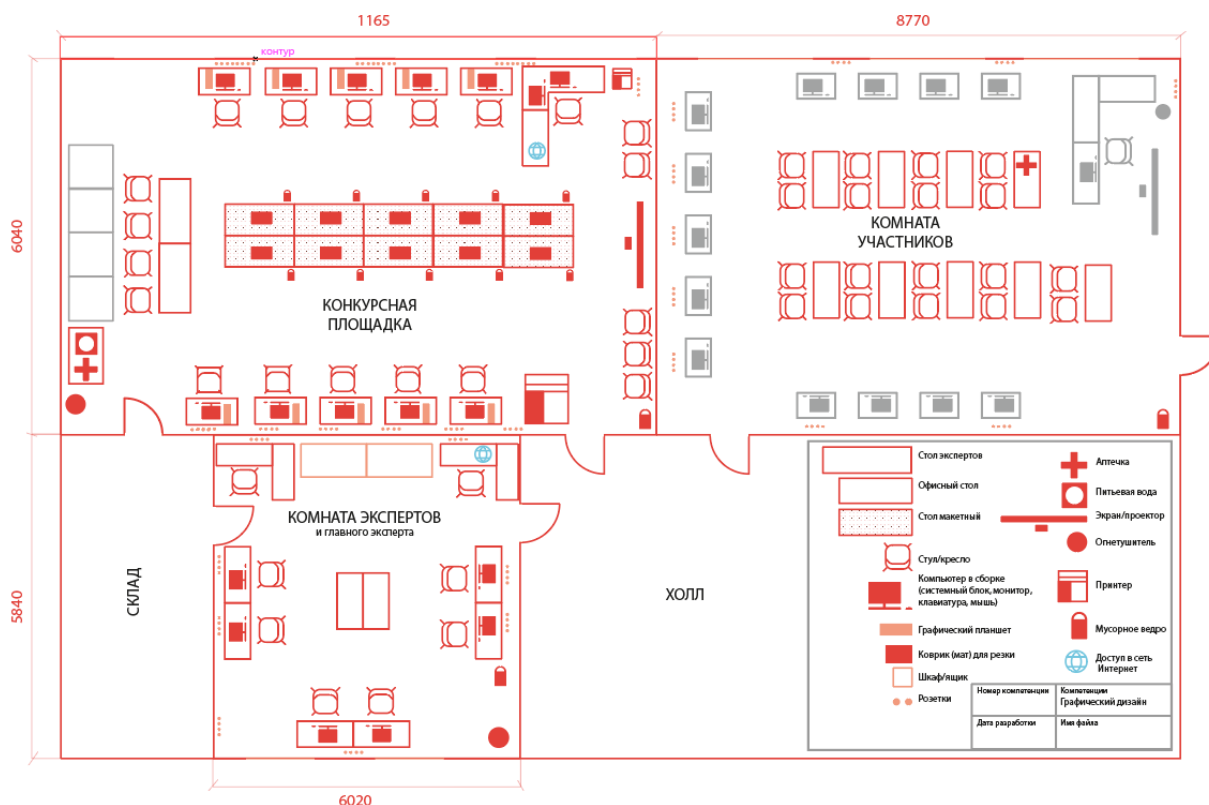 1165
8770
контур
6040
КОНКУРСНАЯ
ПЛОЩАДКА
КОМНАТА
УЧАСТНИКОВ
5840
СКЛАД
КОМНАТА ЭКСПЕРТОВ
и главного эксперта
ХОЛЛ
6020
Стол экспертов
Офисный стол
Стол макетный
Стул/кресло
Компьютер в сборке
(системный блок, монитор,
клавиатура, мышь)
Графический планшет
Коврик (мат) для резки
Шкаф/ящик
Розетки
Аптечка
Питьевая вода
Экран/проектор
Огнетушитель
Принтер
Мусорное ведро
Доступ в сеть
Интернет
Номер компетенции
Компетенции
Графический дизайн
Дата разработки
Имя файла